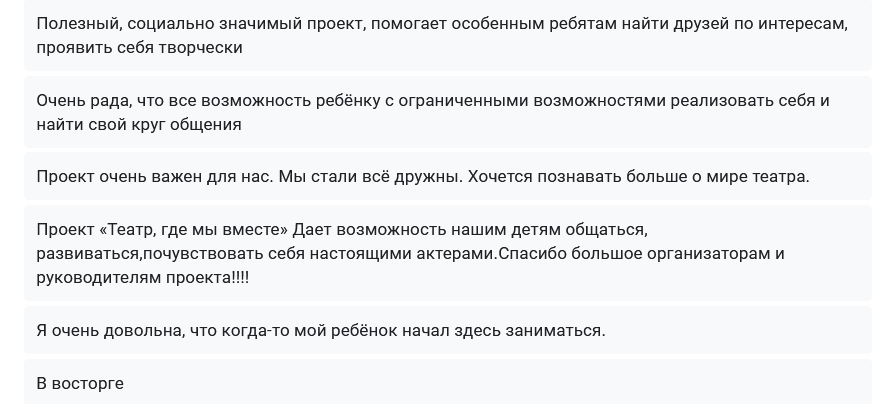 Полезный, социально значимый проект, помогает особенным ребятам найти друзей по интересам,
проявить себя творчески
Очень рада, что все возможность ребёнку с ограниченными возможностями реализовать себя и
найти свой круг общения
Проект очень важен для нас. Мы стали всё дружны. Хочется познавать больше о мире театра.
Проект «Театр, где мы вместе» Дает возможность нашим детям общаться,
развиваться,почувствовать себя настоящими актерами.Спасибо большое организаторам и
руководителям проекта!!!!
Я очень довольна, что когда-то мой ребёнок начал здесь заниматься.
В восторге